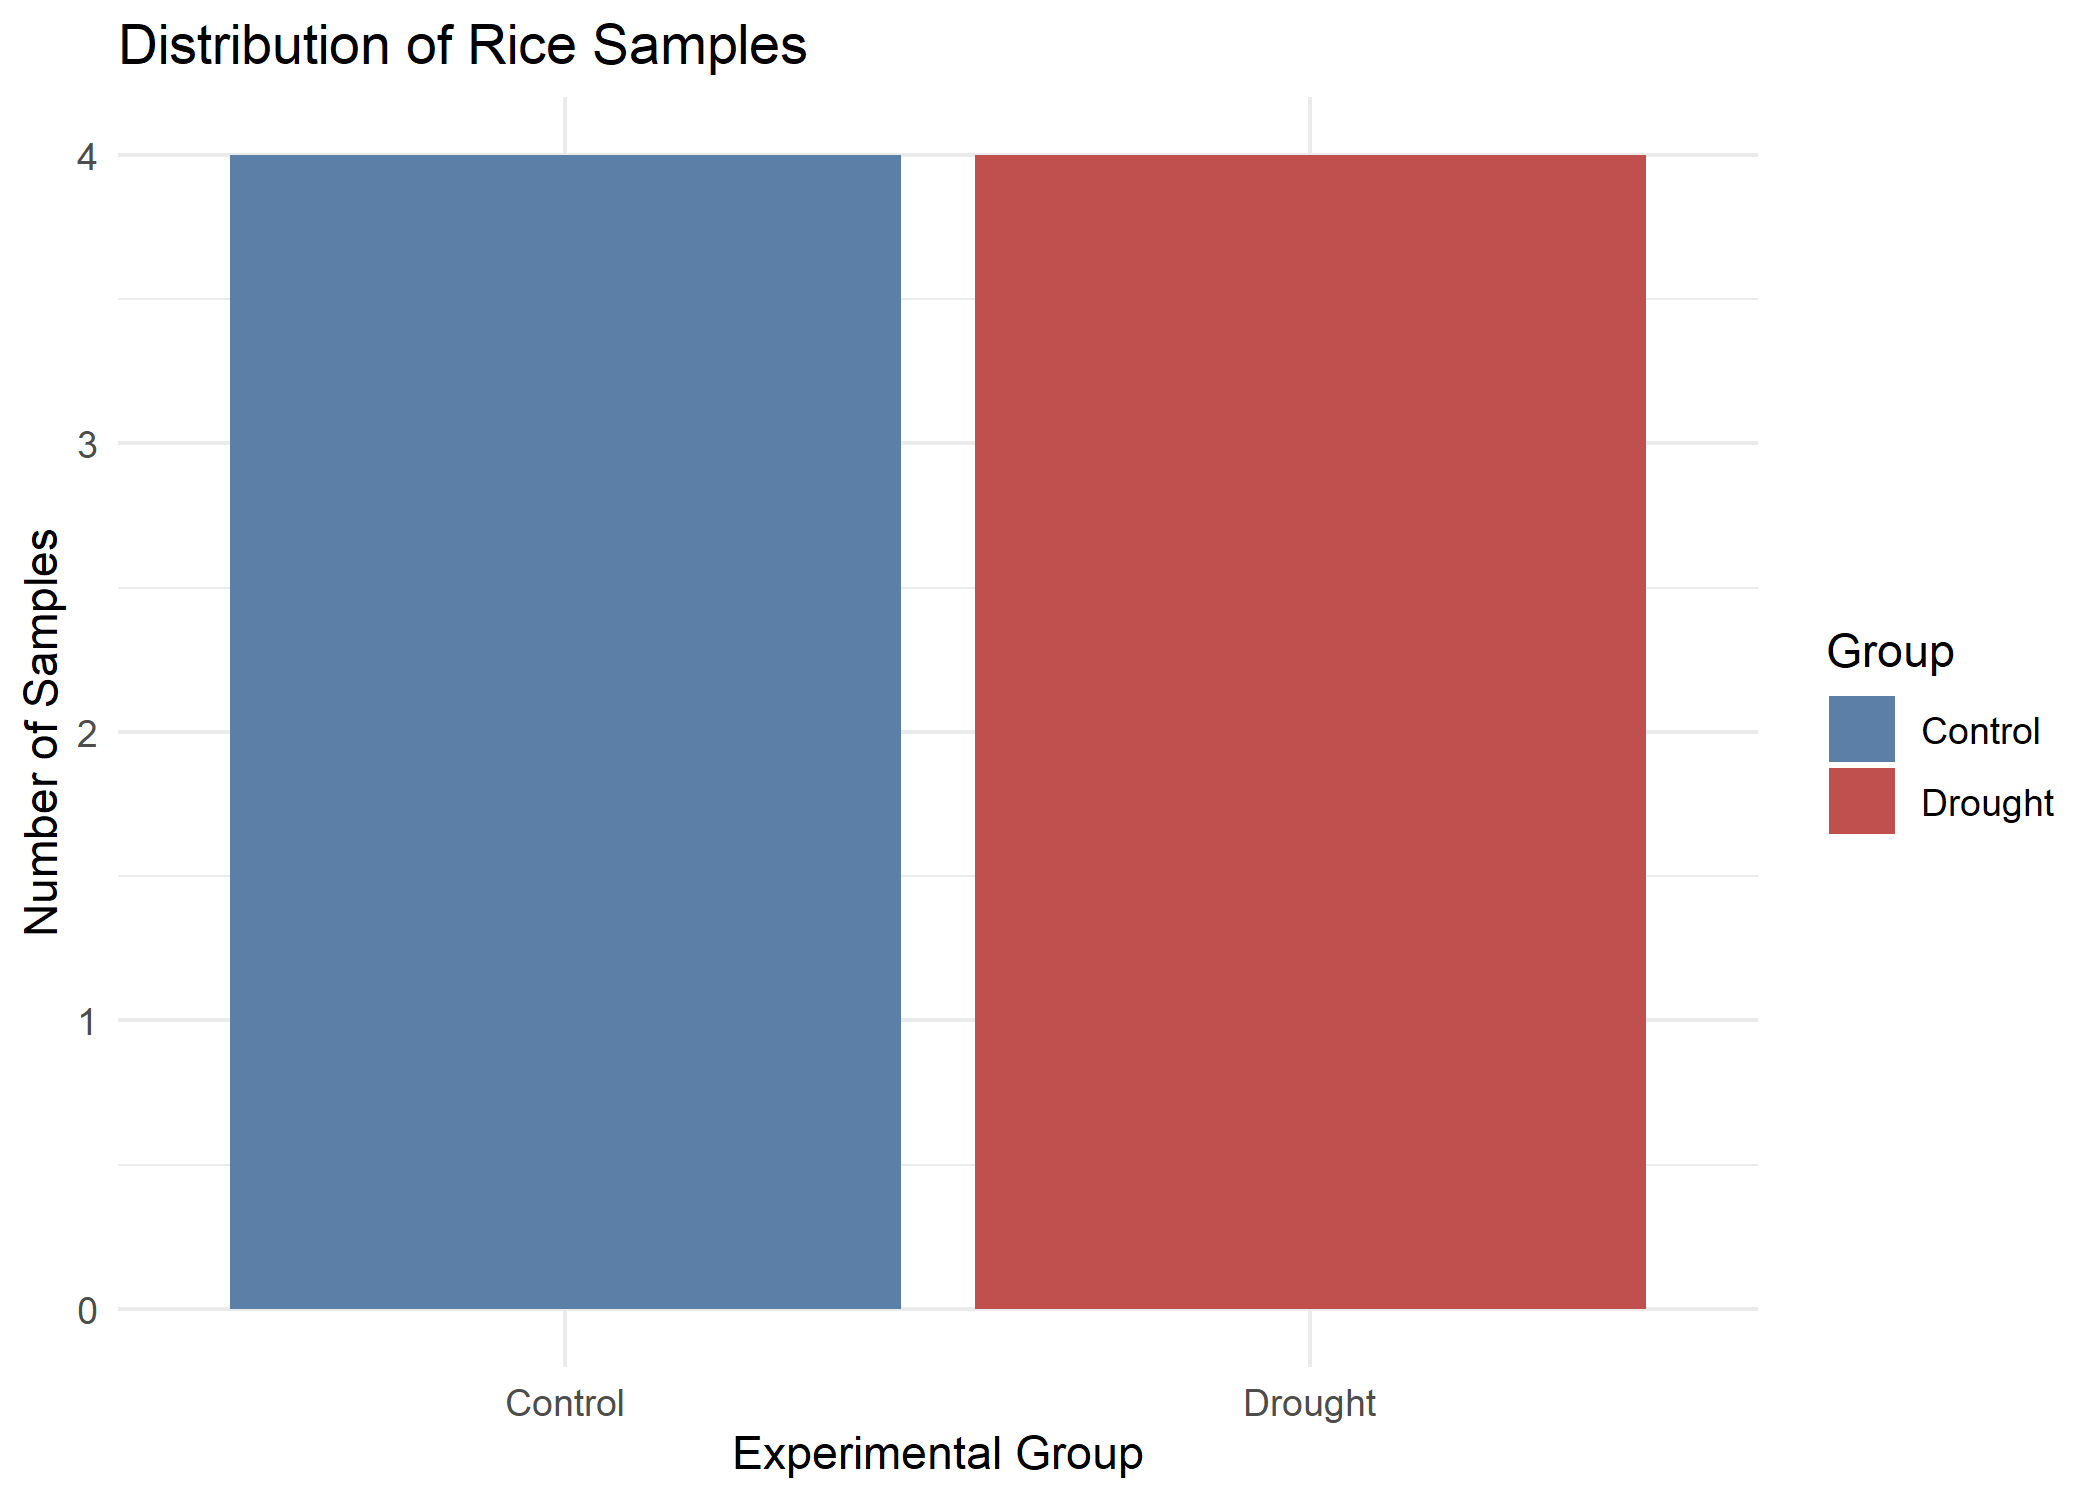 Distribution of Rice Samples
4
3
2
1
0
Number of Samples
Control
Drought
Experimental Group
Group
Control
Drought